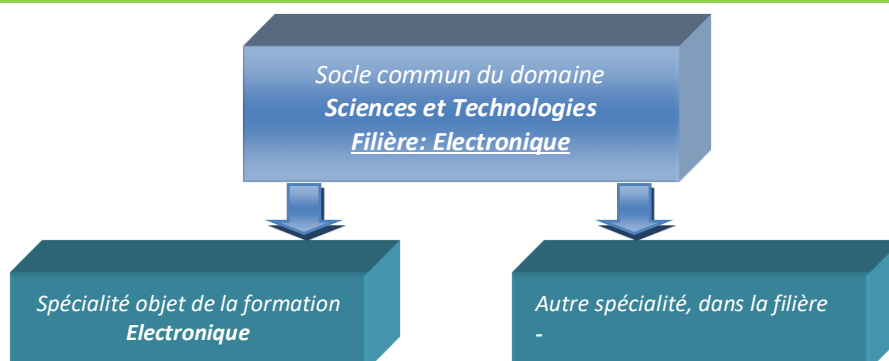 Socle commun du domaine
Sciences et Technologies
Filière: Electronique
Spécialité objet de la formation
Electronique
Autre spécialité, dans la filière
-